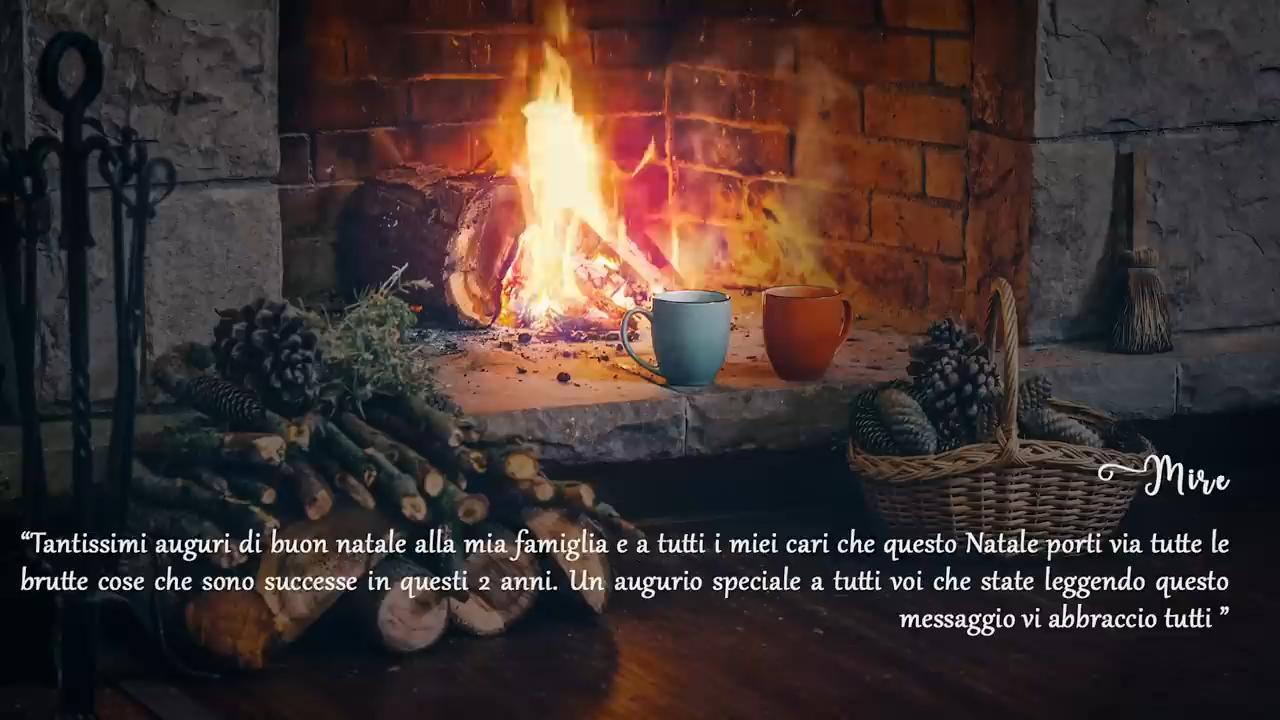 Mire
“Tantissimi auguri di buon natale alla mia famiglia e a tutti i miei cari che questo Natale porti via tutte le
brutte cose che sono successe in questi 2 anni. Un augurio speciale a tutti voi che state leggendo questo
messaggio vi abbraccio tutti ”